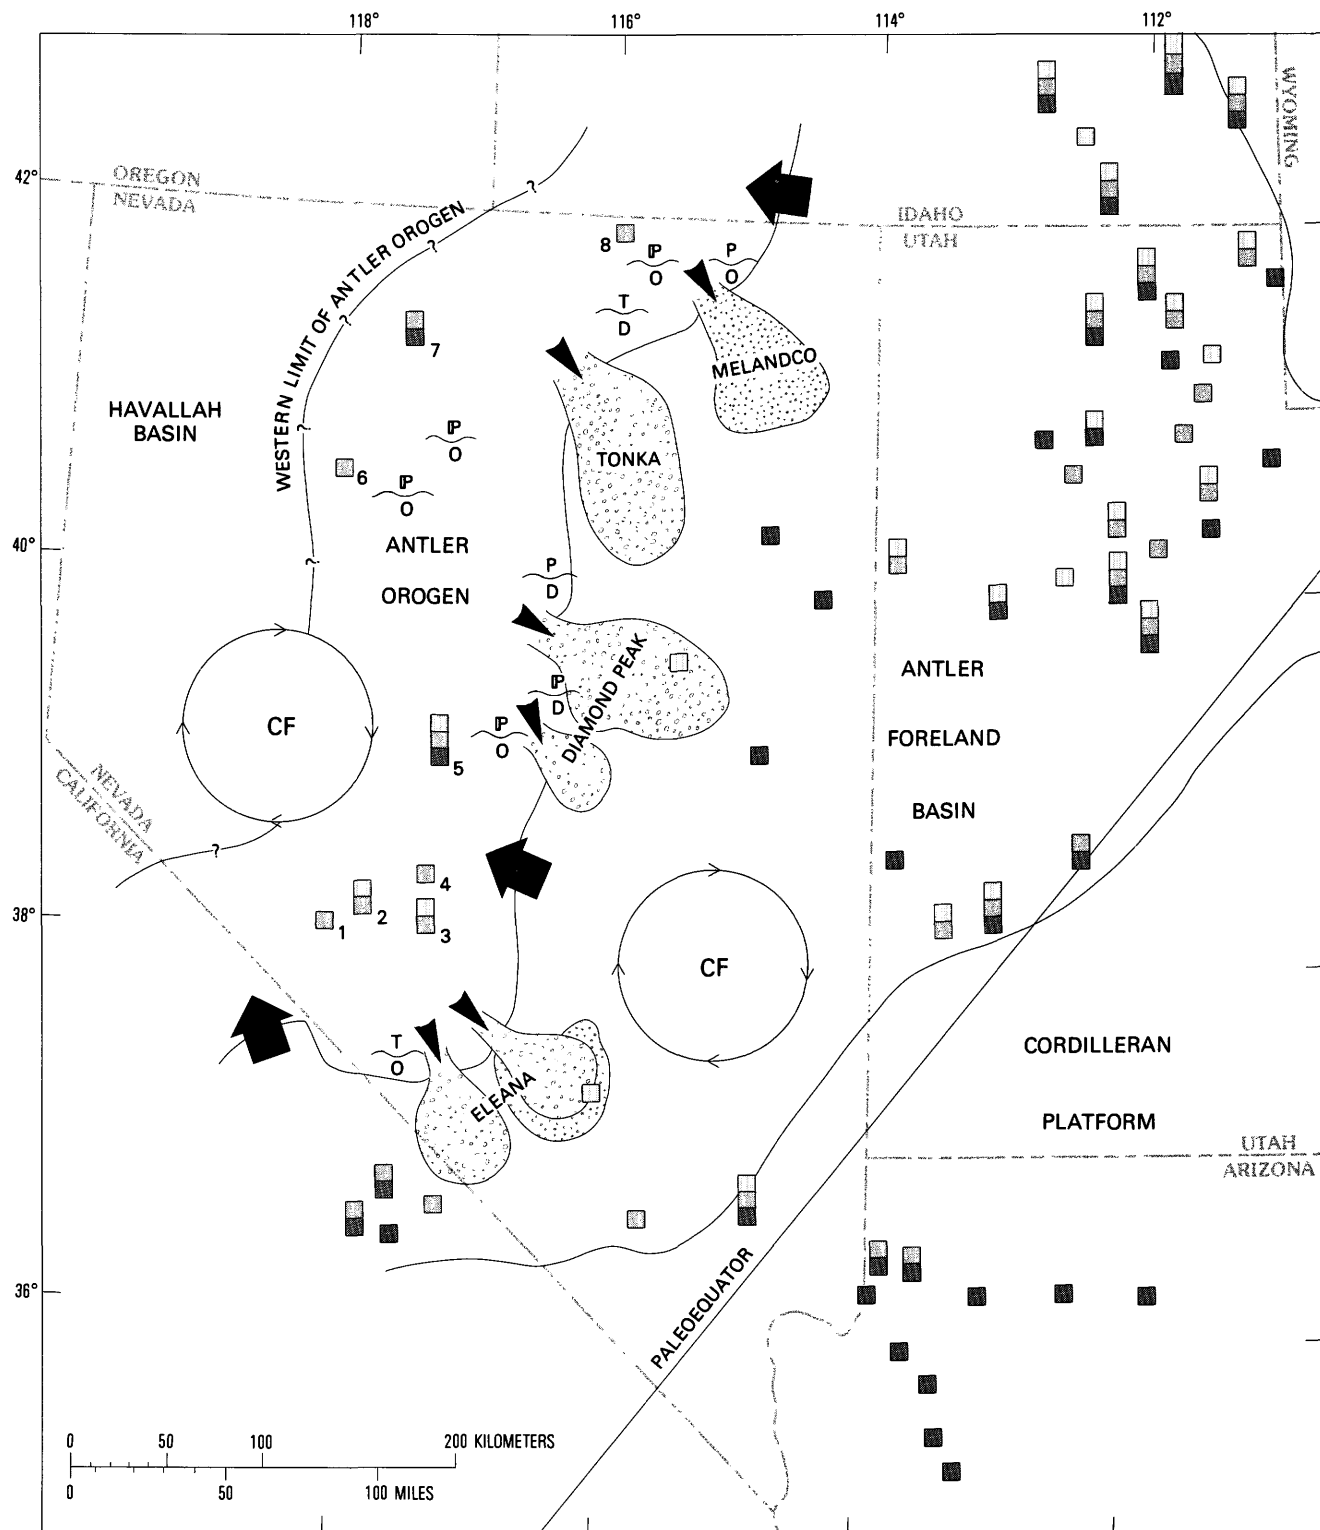 118°
116°
114°
112°
WYOMING
42°
OREGON
NEVADA
IDAHO
UTAH
WESTERN LIMIT OF ANTLER OROGEN
?
?
?
?
?
?
8
ℙ
O
P
O
T
D
7
MELANDCO
HAVALLAH
BASIN
ℙ
O
TONKA
6
ℙ
O
40°
ANTLER
OROGEN
P
D
DIAMOND PEAK
ℙ
D
ANTLER
FORELAND
BASIN
CF
5
ℙ
O
NEVADA
CALIFORNIA
4
2
1
3
38°
CF
T
O
ELEANA
CORDILLERAN
PLATFORM
UTAH
ARIZONA
36°
PALEOEQUATOR
0 50 100 200 KILOMETERS
0 50 100 MILES